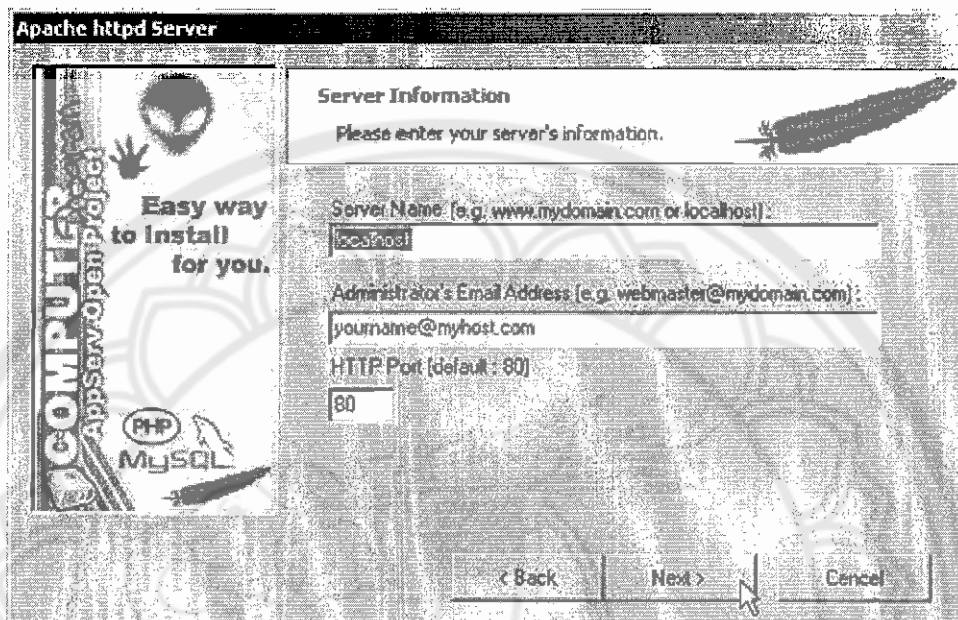 Apache httpd Server
Server Information
Please enter your server's information.
COMPUTER
AppServ Open Project
Easy way
to Install
for you.
PHP
MySQL
Server Name (e.g. www.mydomain.com or localhost) :
localhost
Administrator's Email Address (e.g. webmaster@mydomain.com) :
yourname@myhost.com
HTTP Port (default : 80)
80
< Back
Next >
Cancel